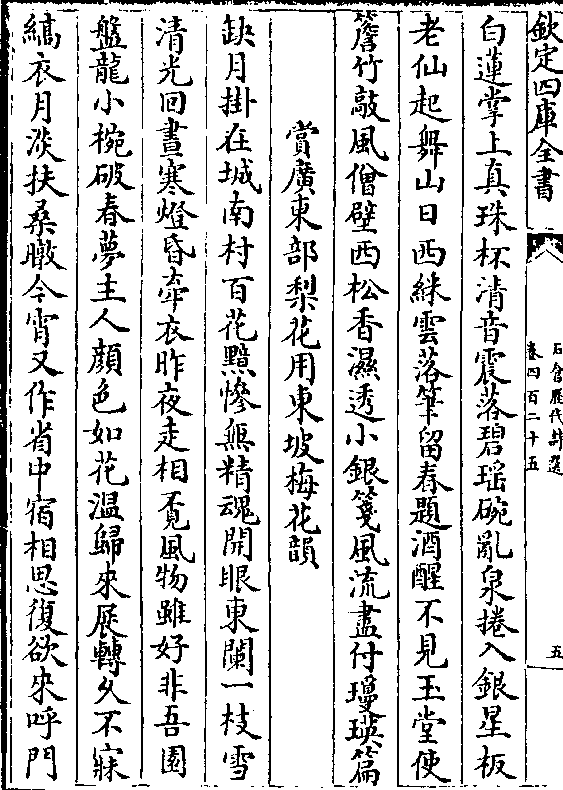 欽定四庫全書
石倉歷代詩選
卷四百二十五
五
白蓮掌上真珠杯清音震落碧瑶碗亂泉捲入銀星板
老仙起舞山日西綠雲落筆留春題酒醒不見玉堂使
簷竹敲風僧壁西松香濕透小銀箋風流盡付瓊瑛篇
賞廣東部梨花用東坡梅花韻
缺月掛在城南村百花黯慘無精魂開眼東闌一枝雪
清光回晝寒燈昏牽衣昨夜走相覔風物雖好非吾園
盤龍小椀破春夢主人顔色如花溫歸來展轉久不寐
縞衣月淡扶桑暾今宵又作省中宿相思復欲來呼門